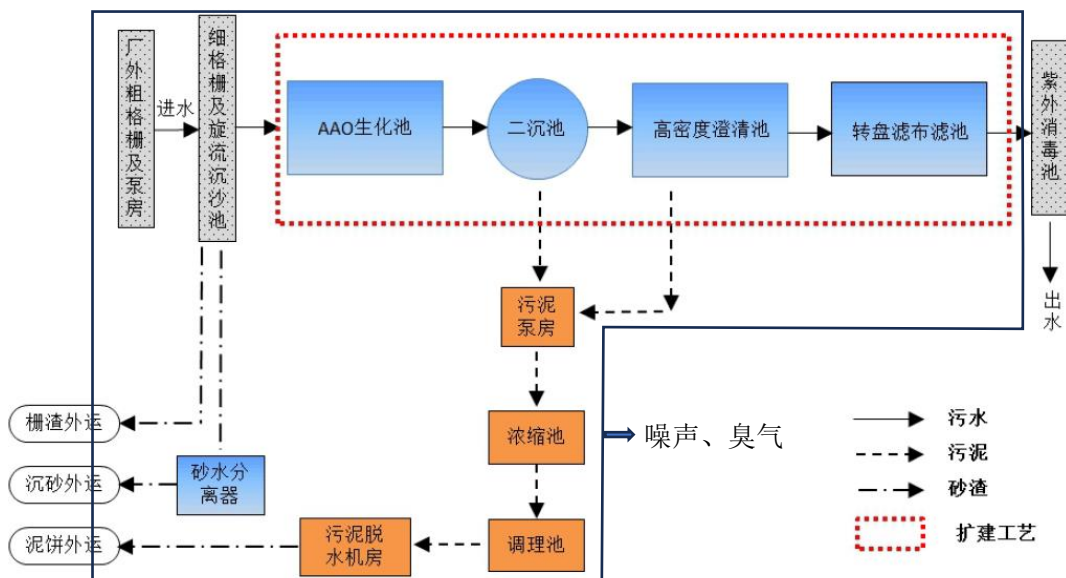 厂外粗格栅及泵房
进水
细格栅及旋流沉沙池
AAO生化池
二沉池
高密度澄清池
转盘滤布滤池
紫外消毒池
出水
污泥
泵房
浓缩池
调理池
污泥脱
水机房
砂水分
离器
栅渣外运
沉砂外运
泥饼外运
噪声、臭气
污水
污泥
砂渣
扩建工艺